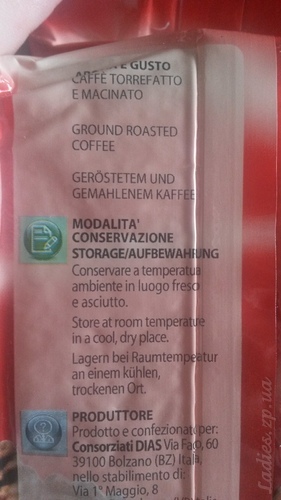 E GUSTO
CAFFÈ TORREFATTO
E MACINATO
GROUND ROASTED
COFFEE
GERÖSTETEM UND
GEMAHLENEM KAFFEE
MODALITA'
CONSERVAZIONE
STORAGE/AUFBEWAHRUNG
Conservare a temperatura
ambiente in luogo fresco
e asciutto.
Store at room temperature
in a cool, dry place.
Lagern bei Raumtemperatur
an einem kühlen,
trockenen Ort.
PRODUTTORE
Prodotto e confezionato per:
Consorziati DIAS Via Fago, 60
39100 Bolzano (BZ) Italia,
nello stabilimento di:
Via 1° Maggio, 8
Ladies.zp.ua